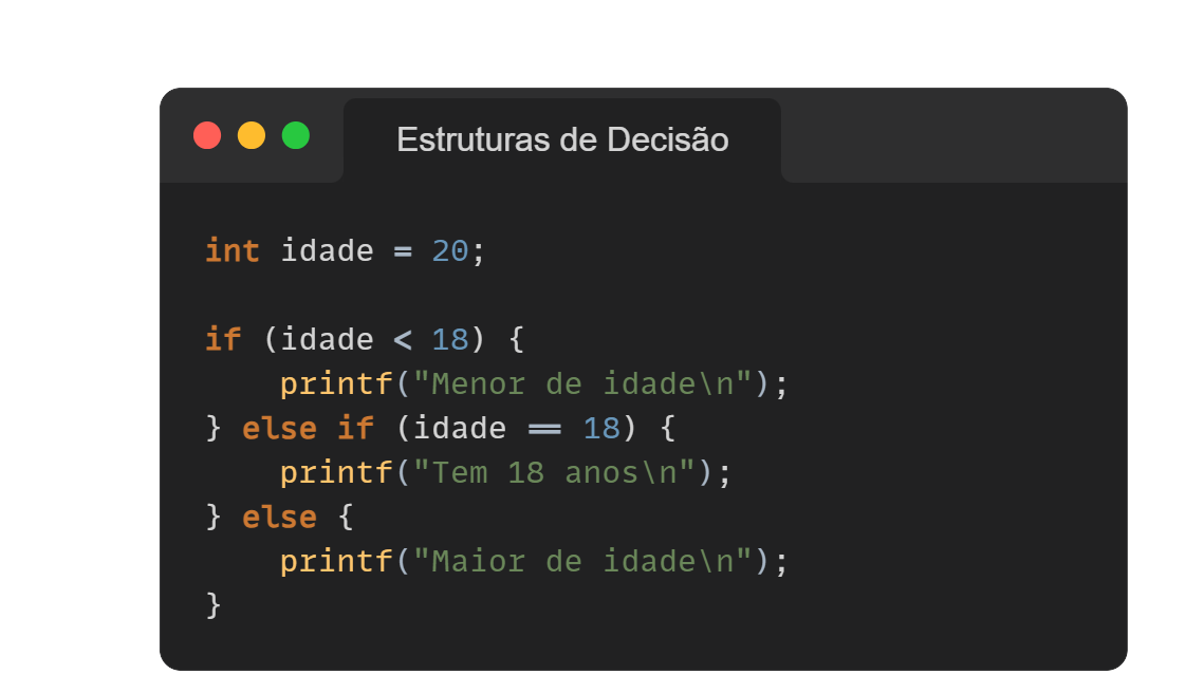 Estruturas de Decisão
int idade = 20;
if (idade < 18) {
    printf("Menor de idade\n");
} else if (idade == 18) {
    printf("Tem 18 anos\n");
} else {
    printf("Maior de idade\n");
}